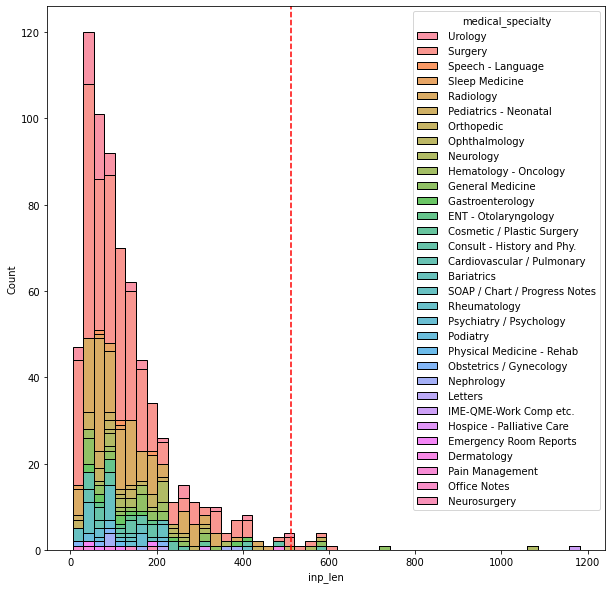 medical_specialty
Urology
Surgery
Speech - Language
Sleep Medicine
Radiology
Pediatrics - Neonatal
Orthopedic
Ophthalmology
Neurology
Hematology - Oncology
General Medicine
Gastroenterology
ENT - Otolaryngology
Cosmetic / Plastic Surgery
Consult - History and Phy.
Cardiovascular / Pulmonary
Bariatrics
SOAP / Chart / Progress Notes
Rheumatology
Psychiatry / Psychology
Podiatry
Physical Medicine - Rehab
Obstetrics / Gynecology
Nephrology
Letters
IME-QME-Work Comp etc.
Hospice - Palliative Care
Emergency Room Reports
Dermatology
Pain Management
Office Notes
Neurosurgery
120
100
80
60
40
20
0
Count
0 200 400 600 800 1000 1200
inp_len